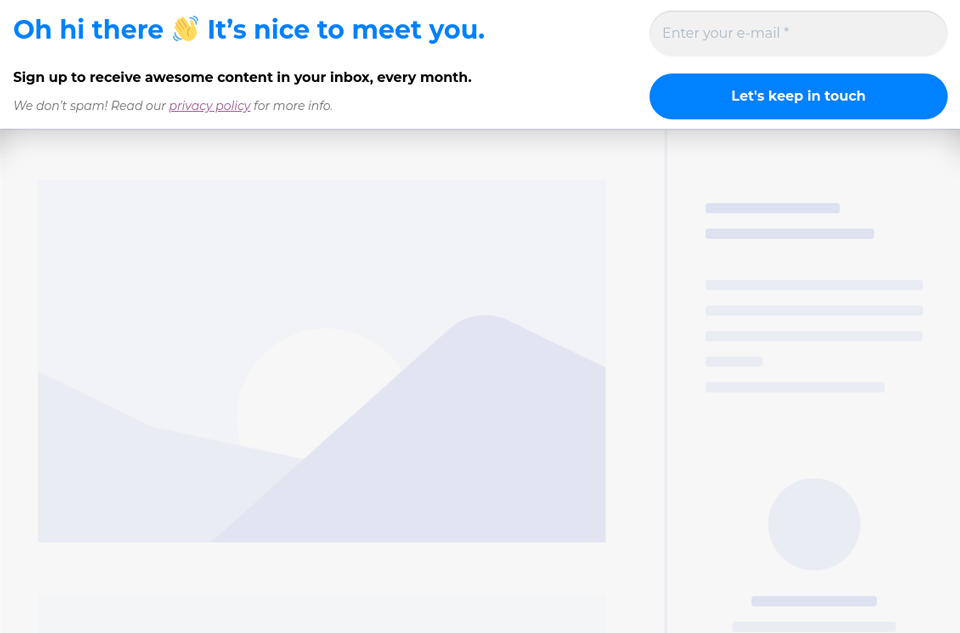 Oh hi there 👋 It’s nice to meet you.
Sign up to receive awesome content in your inbox, every month.
We don’t spam! Read our privacy policy for more info.
Enter your e-mail *
Let's keep in touch